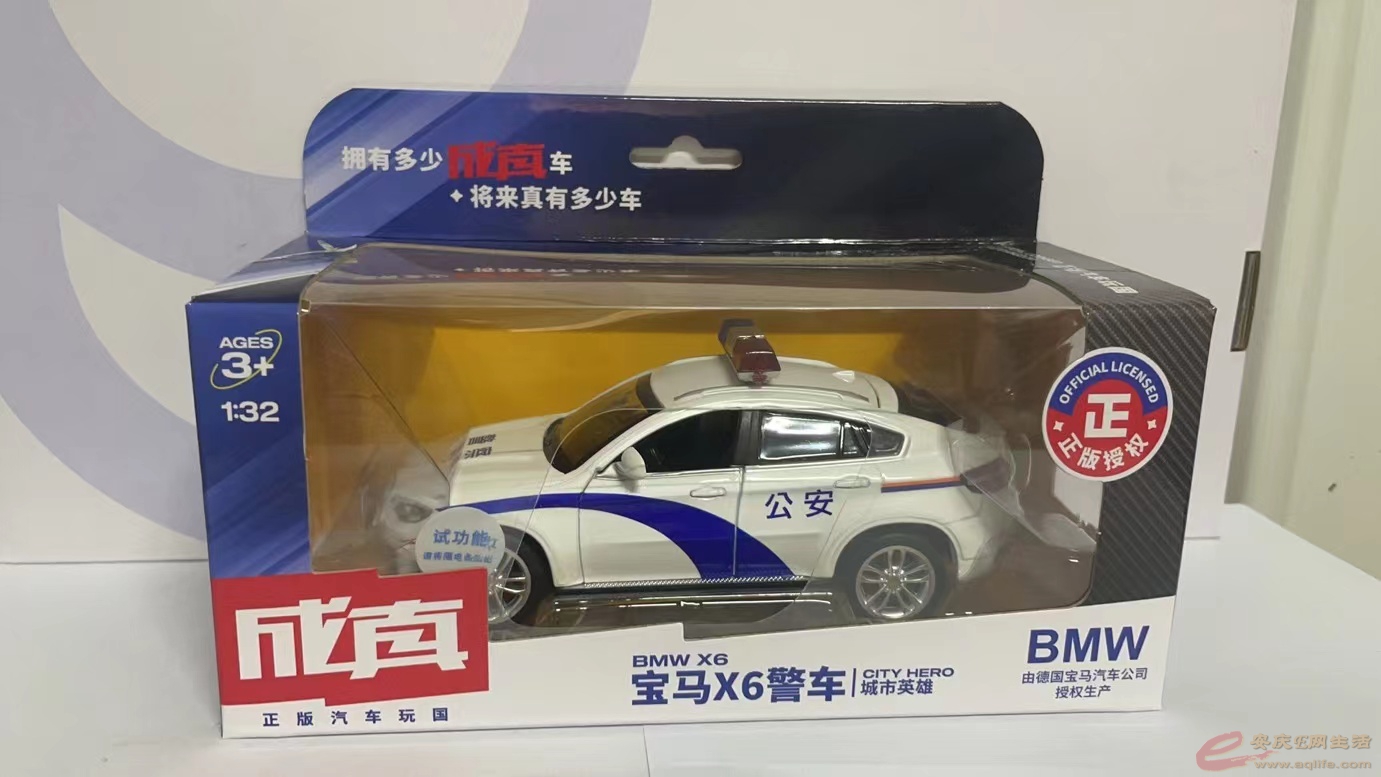 拥有多少成真车
将来真有多少车
AGES
3+
1:32
OFFICIAL LICENSED
正
正版授权
公安
试功能
成真
正版汽车玩国
BMW X6
宝马X6警车
CITY HERO
城市英雄
BMW
由德国宝马汽车公司
授权生产
安庆E网生活
www.aqlife.com